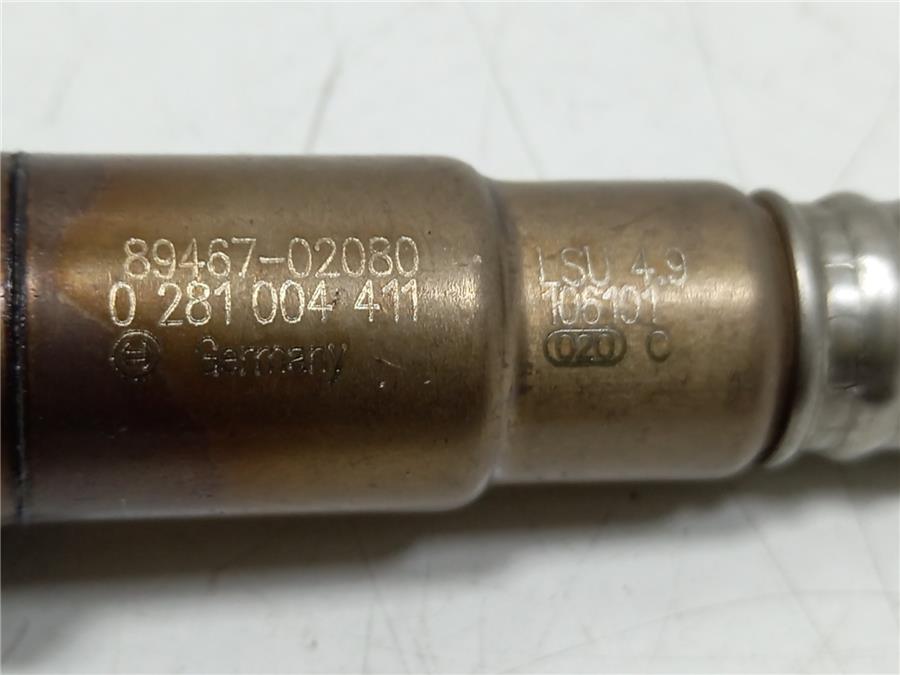 89467-02080
0 281 004 411
Germany
LSU 4.9
106101
020 C